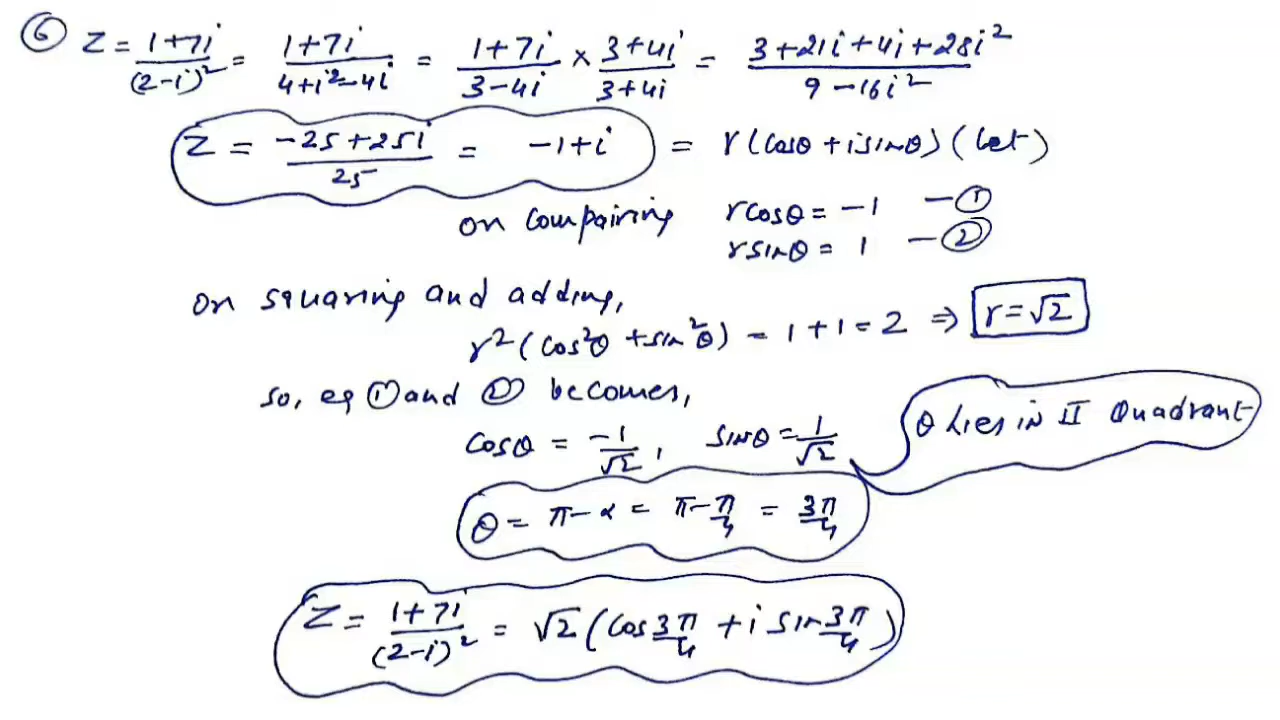 ⑥ Z = (1+7i)/(2-i)² = (1+7i)/(4+i²-4i) = (1+7i)/(3-4i) × (3+4i)/(3+4i) = (3+21i+4i+28i²)/(9-16i²)
Z = (-25+25i)/25 = -1+i = r(cosθ + i sinθ) (let)
on compairing rcosθ = -1 — ①
rsinθ = 1 — ②
on squaring and adding,
r²(cos²θ + sin²θ) = 1+1 = 2 ⇒ r = √2
so, eq ① and ② becomes,
cosθ = -1/√2, sinθ = 1/√2
θ lies in II Quadrant
θ = π-α = π-π/4 = 3π/4
Z = (1+7i)/(2-i)² = √2 (cos 3π/4 + i sin 3π/4)